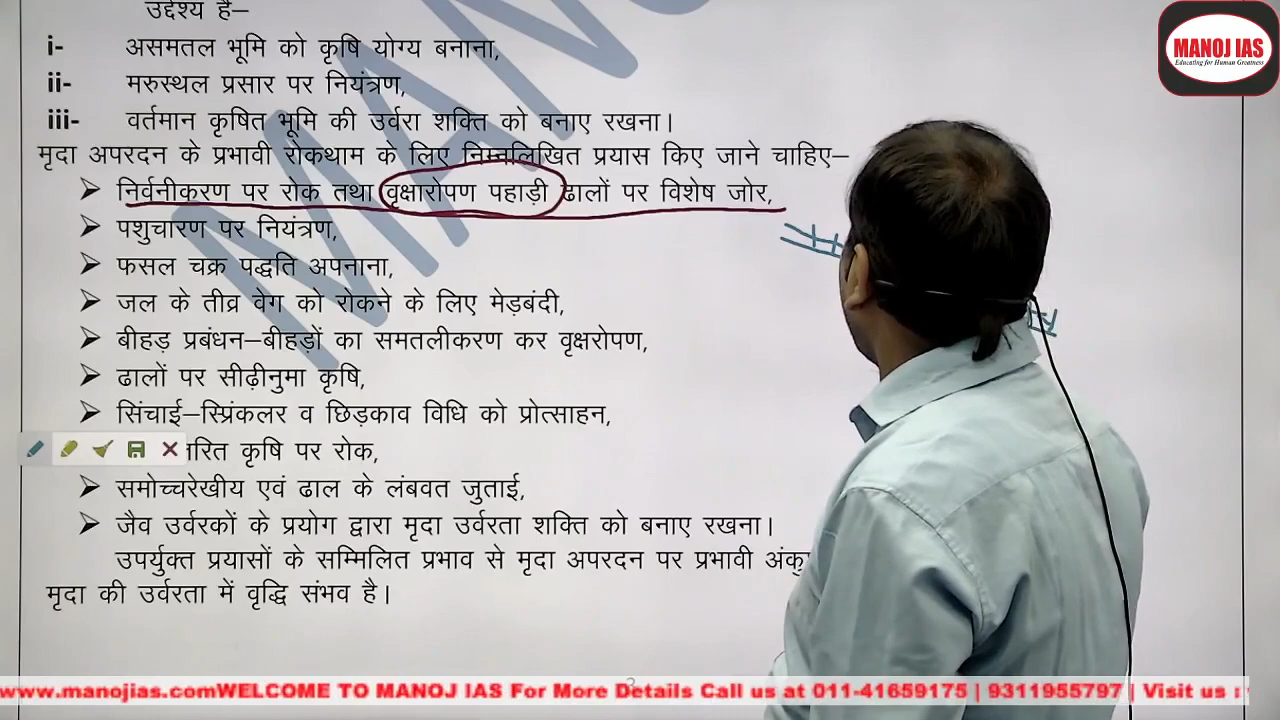 उद्देश्य हैं–
i- असमतल भूमि को कृषि योग्य बनाना,
ii- मरुस्थल प्रसार पर नियंत्रण,
iii- वर्तमान कृषित भूमि की उर्वरा शक्ति को बनाए रखना।
मृदा अपरदन के प्रभावी रोकथाम के लिए निम्नलिखित प्रयास किए जाने चाहिए–
निर्वनीकरण पर रोक तथा वृक्षारोपण पहाड़ी ढालों पर विशेष जोर,
पशुचारण पर नियंत्रण,
फसल चक्र पद्धति अपनाना,
जल के तीव्र वेग को रोकने के लिए मेड़बंदी,
बीहड़ प्रबंधन–बीहड़ों का समतलीकरण कर वृक्षरोपण,
ढालों पर सीढ़ीनुमा कृषि,
सिंचाई–स्प्रिंकलर व छिड़काव विधि को प्रोत्साहन,
कृषि पर रोक,
समोच्चरेखीय एवं ढाल के लंबवत जुताई,
जैव उर्वरकों के प्रयोग द्वारा मृदा उर्वरता शक्ति को बनाए रखना।
उपर्युक्त प्रयासों के सम्मिलित प्रभाव से मृदा अपरदन पर प्रभावी
मृदा की उर्वरता में वृद्धि संभव है।
MANOJ IAS
Educating for Human Greatness
www.manojias.comWELCOME TO MANOJ IAS For More Details Call us at 011-41659175 | 9311955797 | Visit us :